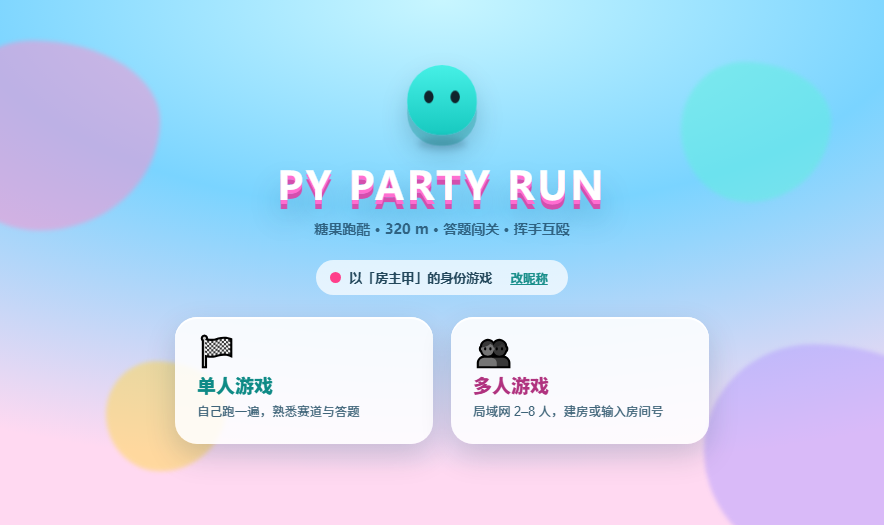 PY PARTY RUN
糖果跑酷 • 320 m • 答题闯关 • 挥手互殴
以「房主甲」的身份游戏 改昵称
单人游戏
自己跑一遍，熟悉赛道与答题
多人游戏
局域网 2–8 人，建房或输入房间号